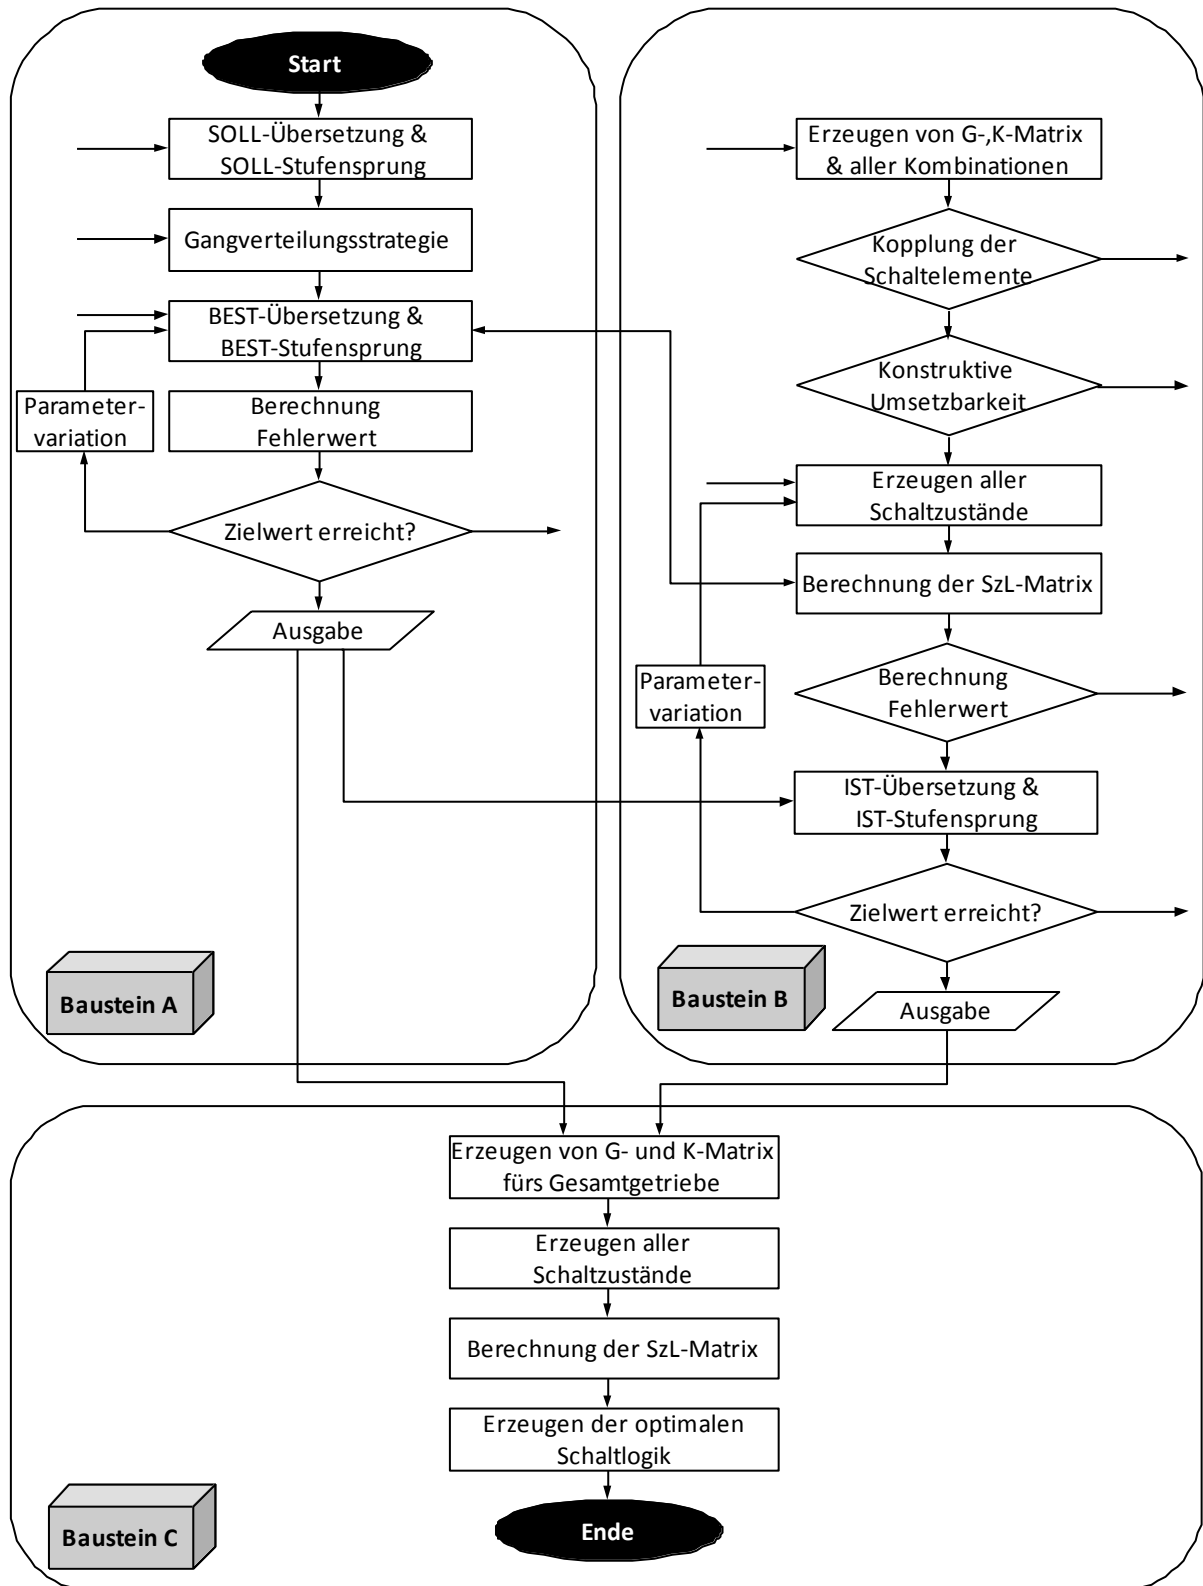 Start
SOLL-Übersetzung &
SOLL-Stufensprung
Gangverteilungsstrategie
BEST-Übersetzung &
BEST-Stufensprung
Parameter-
variation
Berechnung
Fehlerwert
Zielwert erreicht?
Ausgabe
Baustein A
Erzeugen von G-,K-Matrix
& aller Kombinationen
Kopplung der
Schaltelemente
Konstruktive
Umsetzbarkeit
Erzeugen aller
Schaltzustände
Berechnung der SzL-Matrix
Parameter-
variation
Berechnung
Fehlerwert
IST-Übersetzung &
IST-Stufensprung
Zielwert erreicht?
Baustein B
Ausgabe
Erzeugen von G- und K-Matrix
fürs Gesamtgetriebe
Erzeugen aller
Schaltzustände
Berechnung der SzL-Matrix
Erzeugen der optimalen
Schaltlogik
Ende
Baustein C